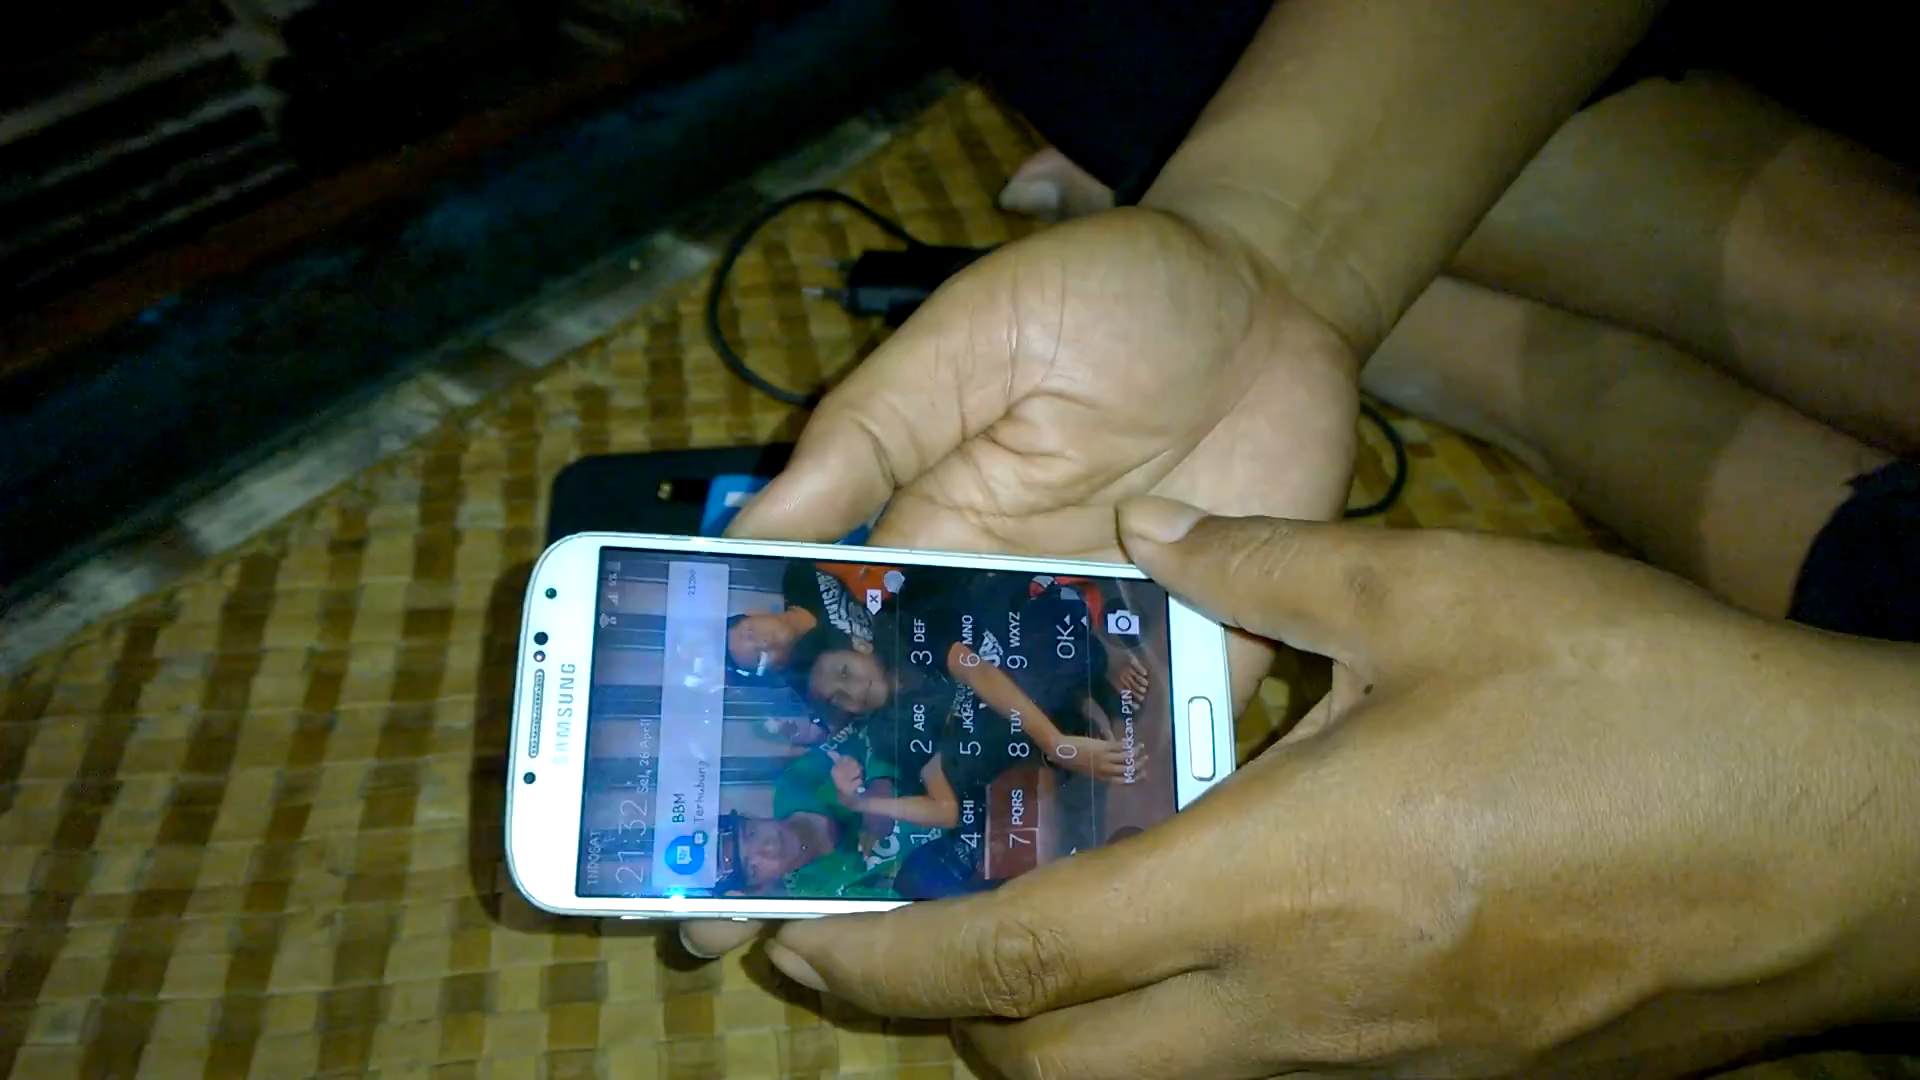 SAMSUNG
INDOSAT
21:32 Sel, 26 April
BBM
Terhubung
1
2 ABC
3 DEF
4 GHI
5 JKL
6 MNO
7 PQRS
8 TUV
9 WXYZ
0
OK
Masukkan PIN